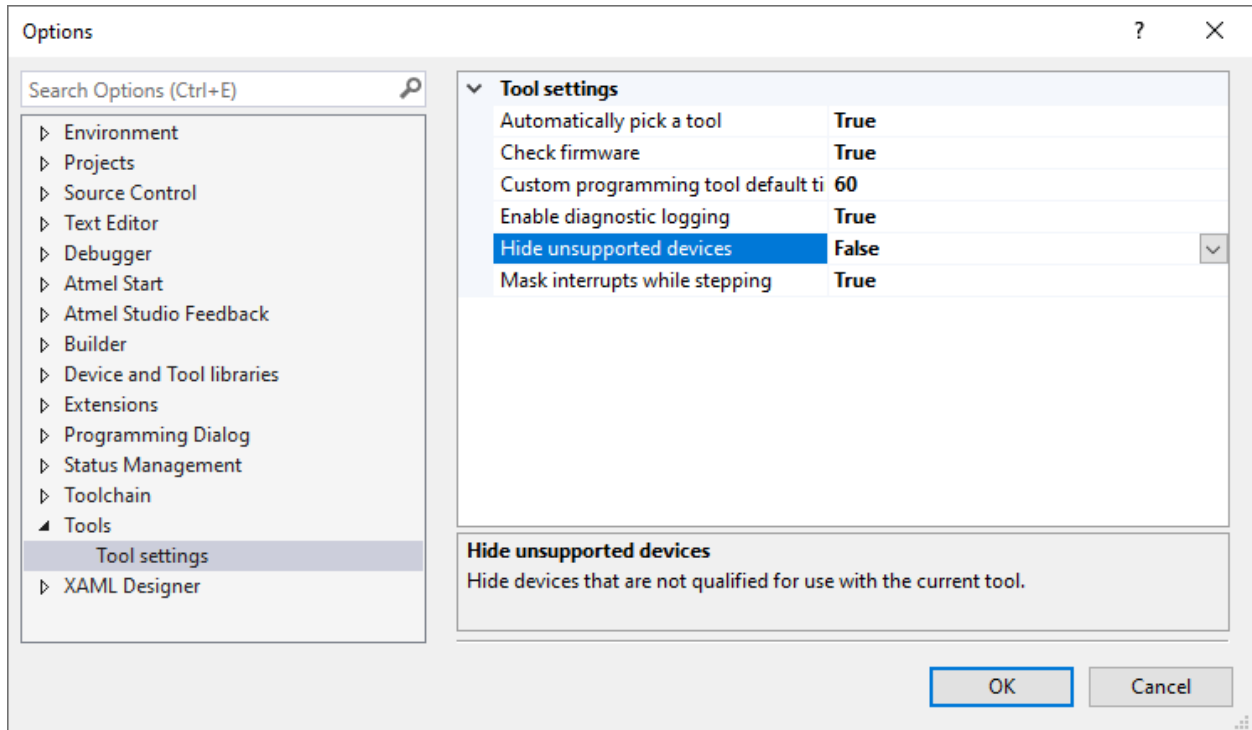 Options
Search Options (Ctrl+E)
Environment
Projects
Source Control
Text Editor
Debugger
Atmel Start
Atmel Studio Feedback
Builder
Device and Tool libraries
Extensions
Programming Dialog
Status Management
Toolchain
Tools
Tool settings
XAML Designer
Tool settings
Automatically pick a tool True
Check firmware True
Custom programming tool default ti 60
Enable diagnostic logging True
Hide unsupported devices False
Mask interrupts while stepping True
Hide unsupported devices
Hide devices that are not qualified for use with the current tool.
OK Cancel